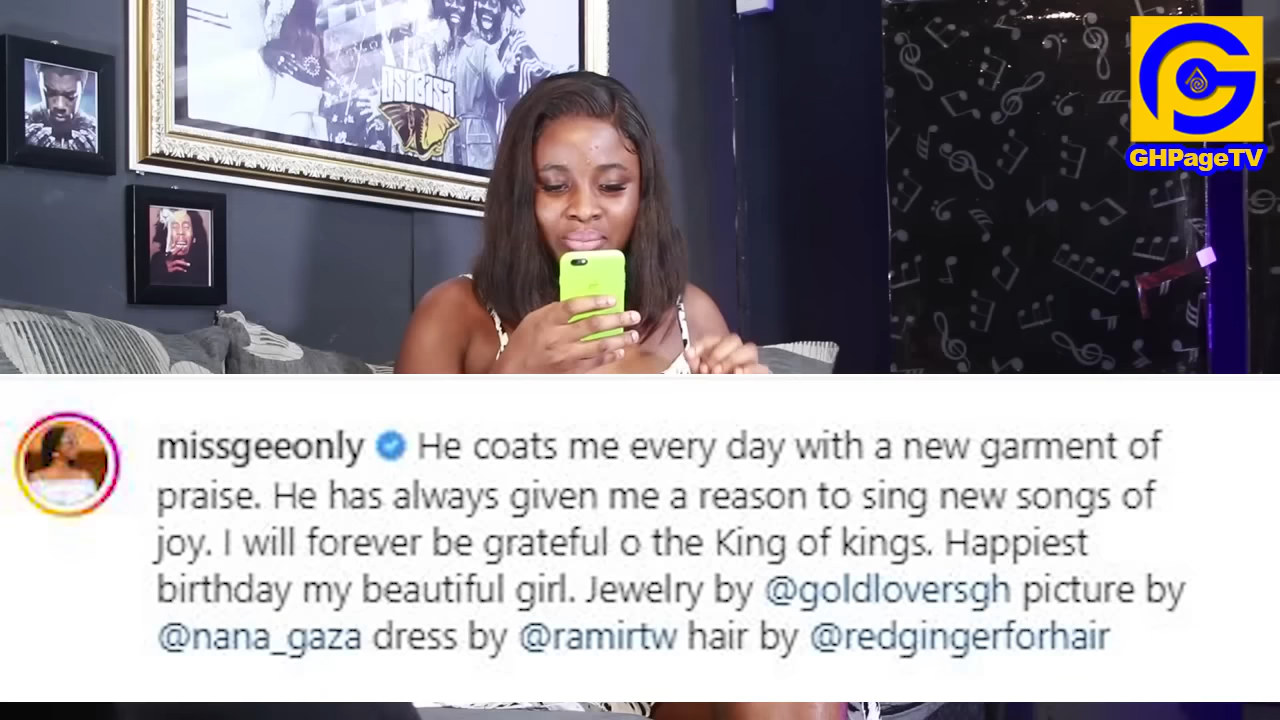 OSIBISA
GHPageTV
missgeeonly He coats me every day with a new garment of
praise. He has always given me a reason to sing new songs of
joy. I will forever be grateful o the King of kings. Happiest
birthday my beautiful girl. Jewelry by @goldloversgh picture by
@nana_gaza dress by @ramirtw hair by @redgingerforhair